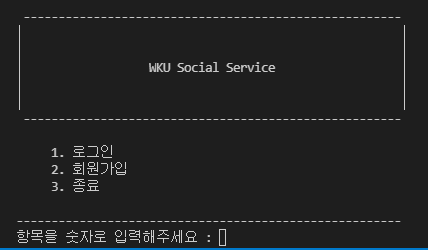 WKU Social Service
1. 로그인
2. 회원가입
3. 종료
항목을 숫자로 입력해주세요 :